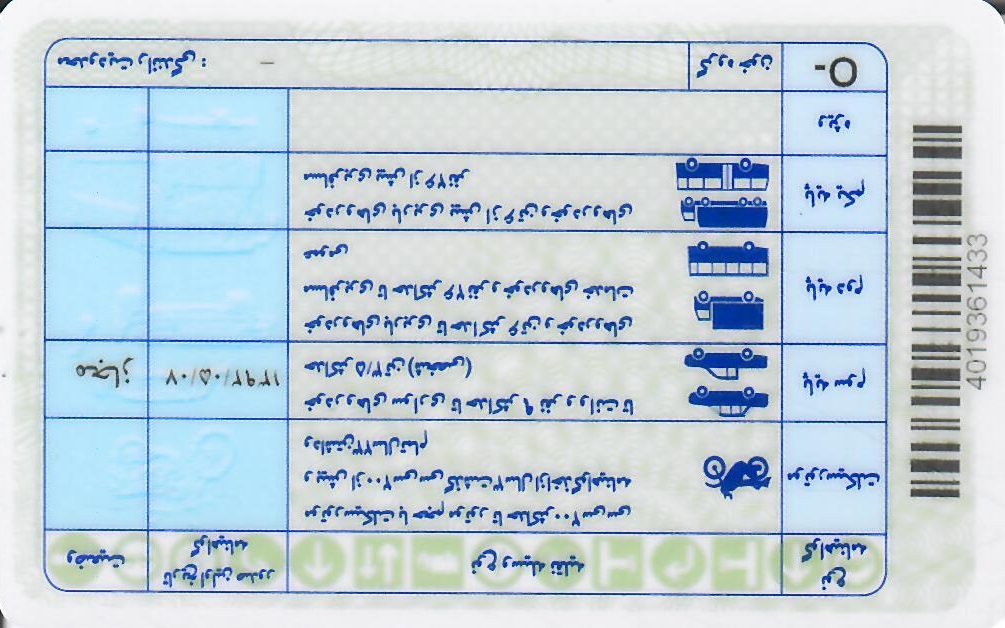 نوع گواهینامه
نوع وسیله نقلیه
تاریخ اولین صدور گواهینامه
وضعیت
موتورسیکلت
موتورسیکلت با حجم موتور تا حداکثر ۲۰۰ سی سی
و بیش از ۲۰۰ سی سی گذشت ۳ سال از اخذ گواهینامه
و داشتن ۲۳ سال تمام
پایه سوم
خودروهای سواری تا حداکثر ۹ نفر و وانت تا
حداکثر ۳/۵ تن (شخصی)
۱۳۹۲/۰۵/۰۷
مجاز
پایه دوم
خودروهای باربری تا حداکثر ۶ تن و خودروهای
مسافربری تا حداکثر ۲۶ نفر و خودروهای خدمات
عمومی
پایه یکم
خودروهای باربری بیش از ۶ تن و خودروهای
مسافربری بیش از ۲۶ نفر
ویژه
محدودیت رانندگی : –
گروه خون
O-
4019361433